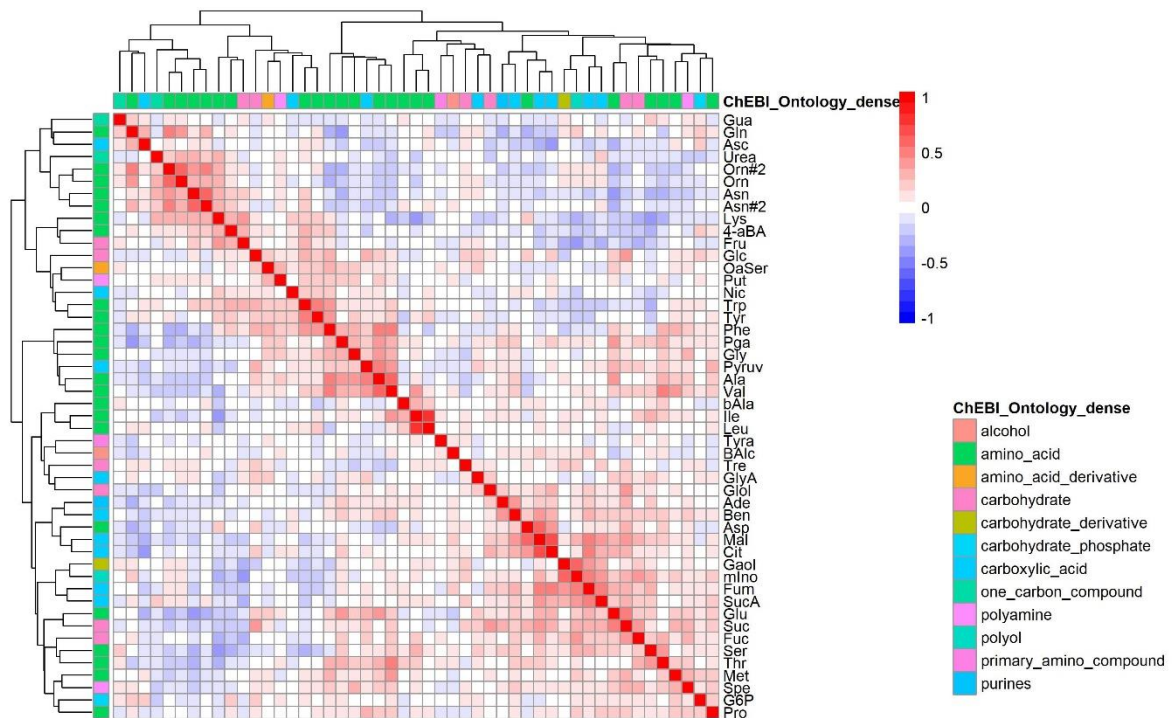 ChEBI_Ontology_dense
Gua
Gln
Asc
Urea
Orn#2
Orn
Asn
Asn#2
Lys
4-aBA
Fru
Glc
OaSer
Put
Nic
Trp
Tyr
Phe
Pga
Gly
Pyruv
Ala
Val
bAla
Ile
Leu
Tyra
BAlc
Tre
GlyA
Glol
Ade
Ben
Asp
Mal
Cit
Gaol
mIno
Fum
SucA
Glu
Suc
Fuc
Ser
Thr
Met
Spe
G6P
Pro
1
0.5
0
-0.5
-1
ChEBI_Ontology_dense
alcohol
amino_acid
amino_acid_derivative
carbohydrate
carbohydrate_derivative
carbohydrate_phosphate
carboxylic_acid
one_carbon_compound
polyamine
polyol
primary_amino_compound
purines